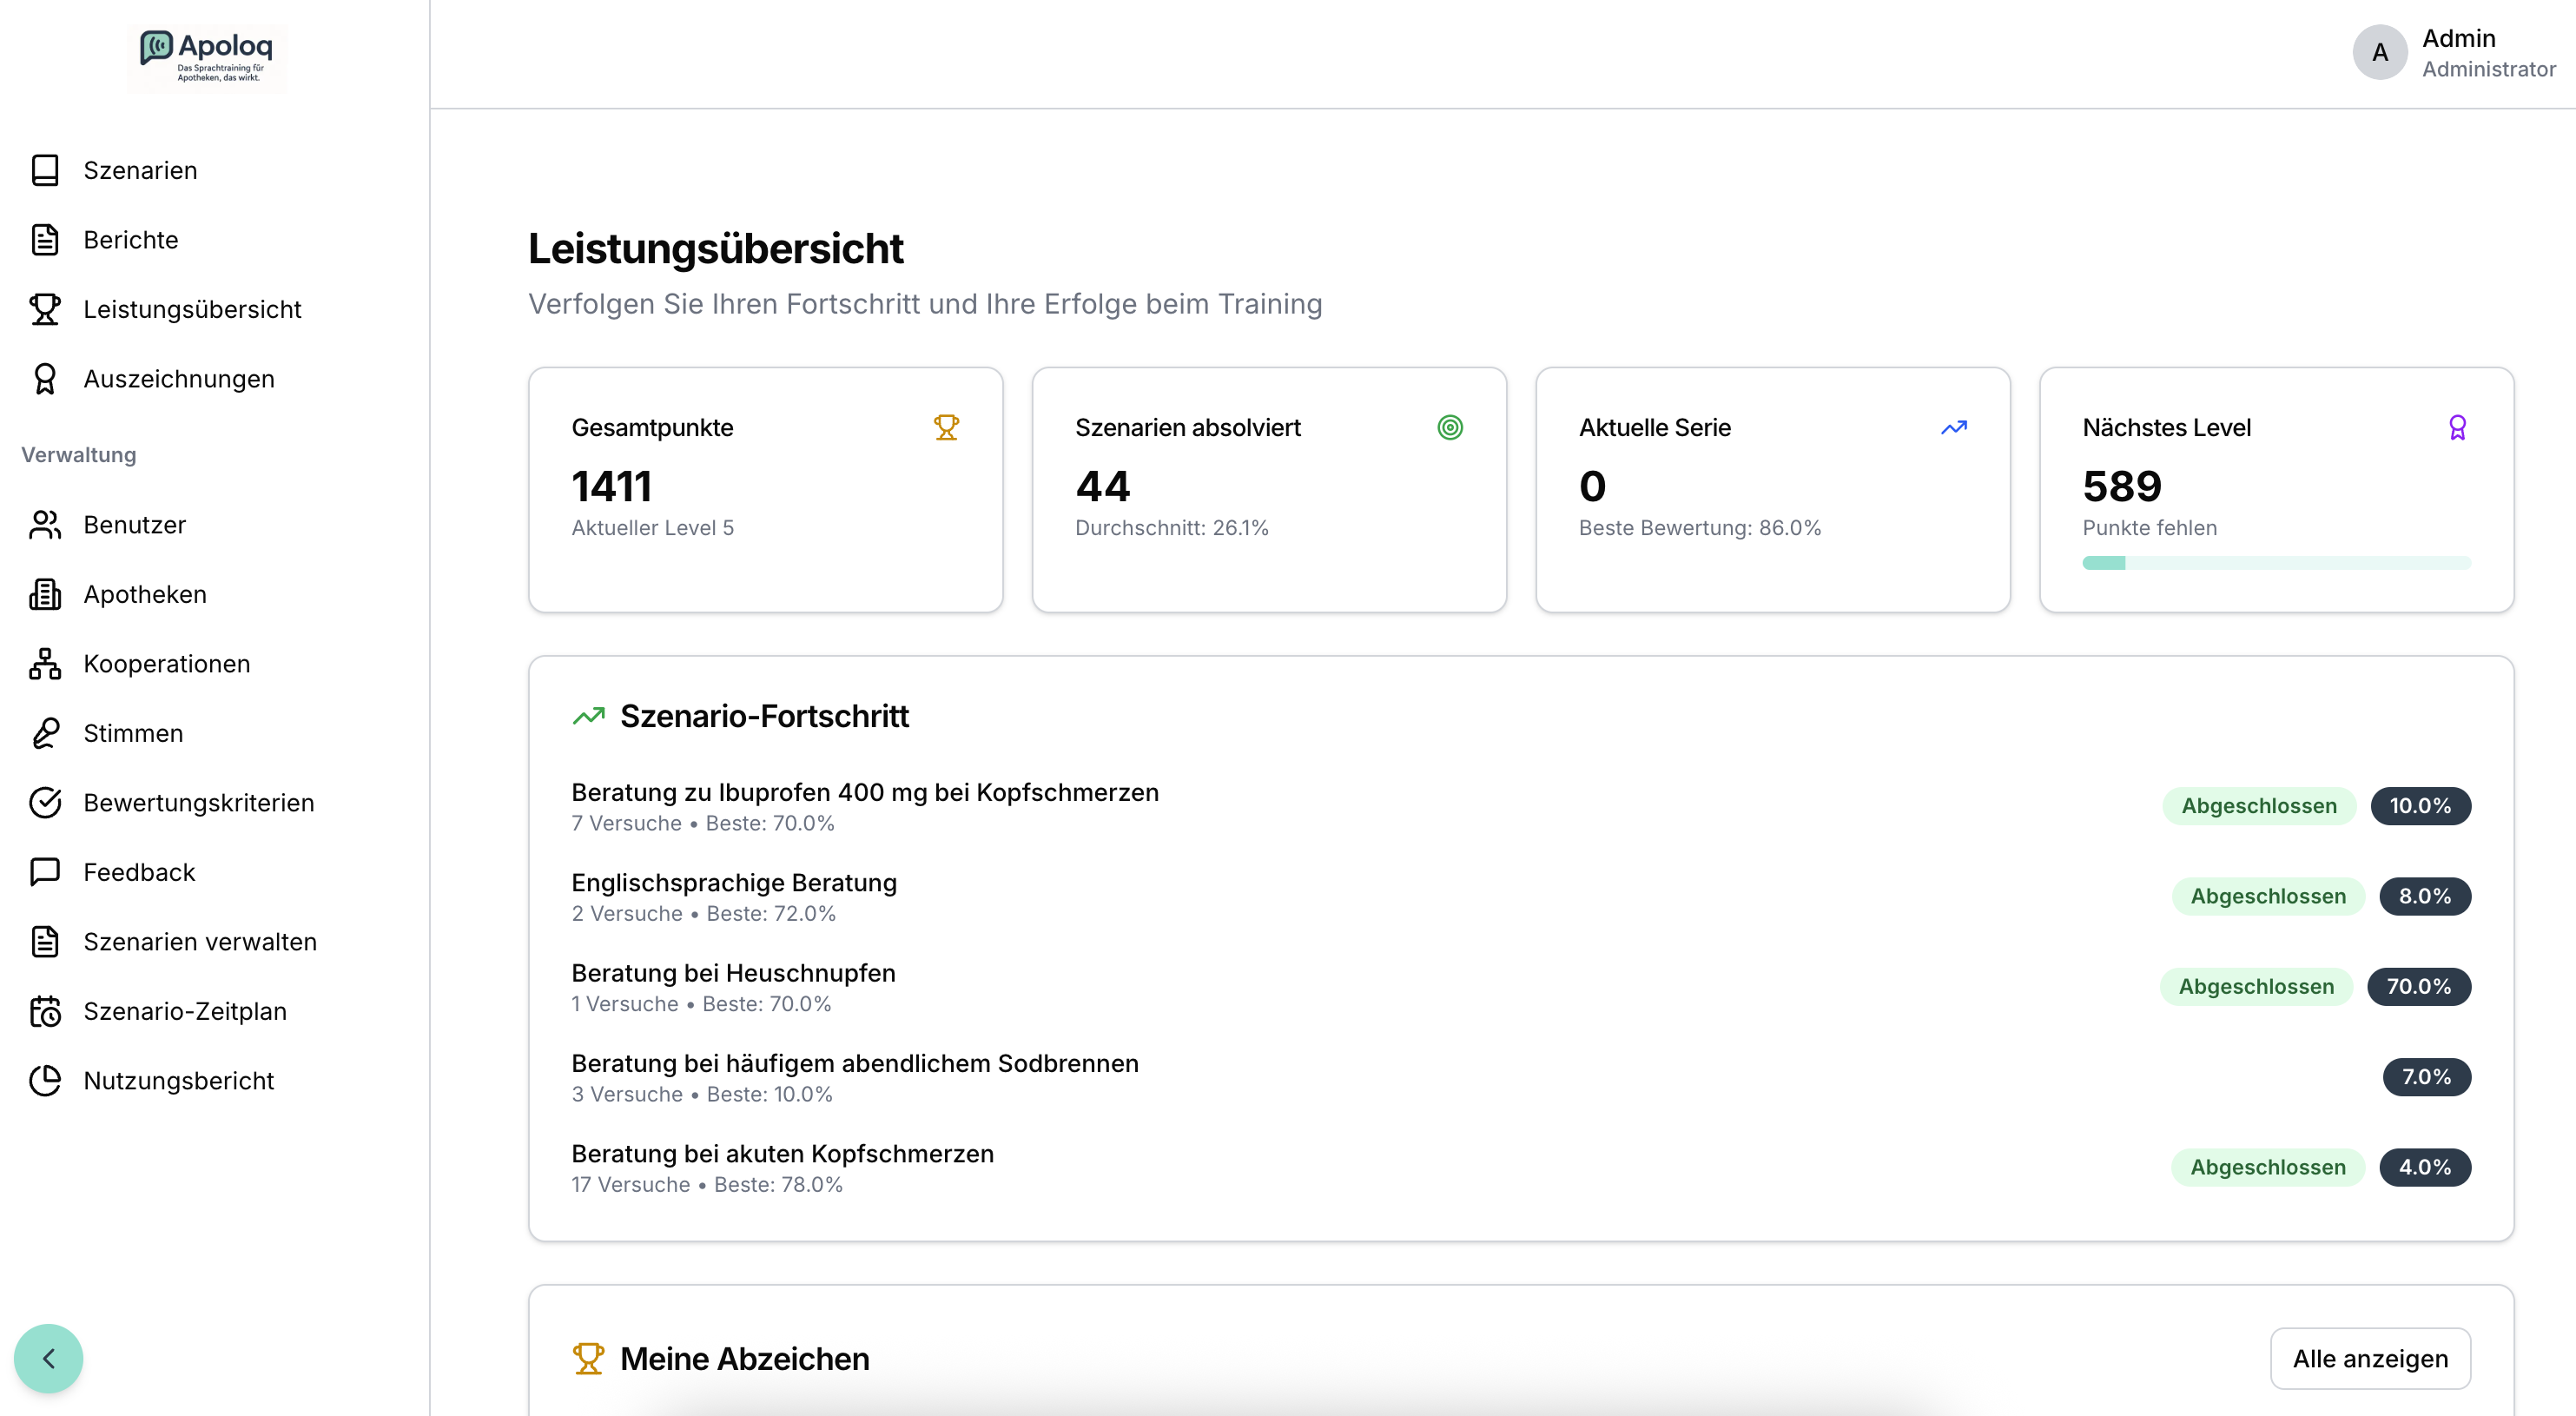 Apoloq
Das Sprachtraining für
Apotheken, das wirkt.
A
Admin
Administrator
Szenarien
Berichte
Leistungsübersicht
Auszeichnungen
Verwaltung
Benutzer
Apotheken
Kooperationen
Stimmen
Bewertungskriterien
Feedback
Szenarien verwalten
Szenario-Zeitplan
Nutzungsbericht
Leistungsübersicht
Verfolgen Sie Ihren Fortschritt und Ihre Erfolge beim Training
Gesamtpunkte
1411
Aktueller Level 5
Szenarien absolviert
44
Durchschnitt: 26.1%
Aktuelle Serie
0
Beste Bewertung: 86.0%
Nächstes Level
589
Punkte fehlen
Szenario-Fortschritt
Beratung zu Ibuprofen 400 mg bei Kopfschmerzen
7 Versuche • Beste: 70.0%
Abgeschlossen 10.0%
Englischsprachige Beratung
2 Versuche • Beste: 72.0%
Abgeschlossen 8.0%
Beratung bei Heuschnupfen
1 Versuche • Beste: 70.0%
Abgeschlossen 70.0%
Beratung bei häufigem abendlichem Sodbrennen
3 Versuche • Beste: 10.0%
7.0%
Beratung bei akuten Kopfschmerzen
17 Versuche • Beste: 78.0%
Abgeschlossen 4.0%
Meine Abzeichen
Alle anzeigen